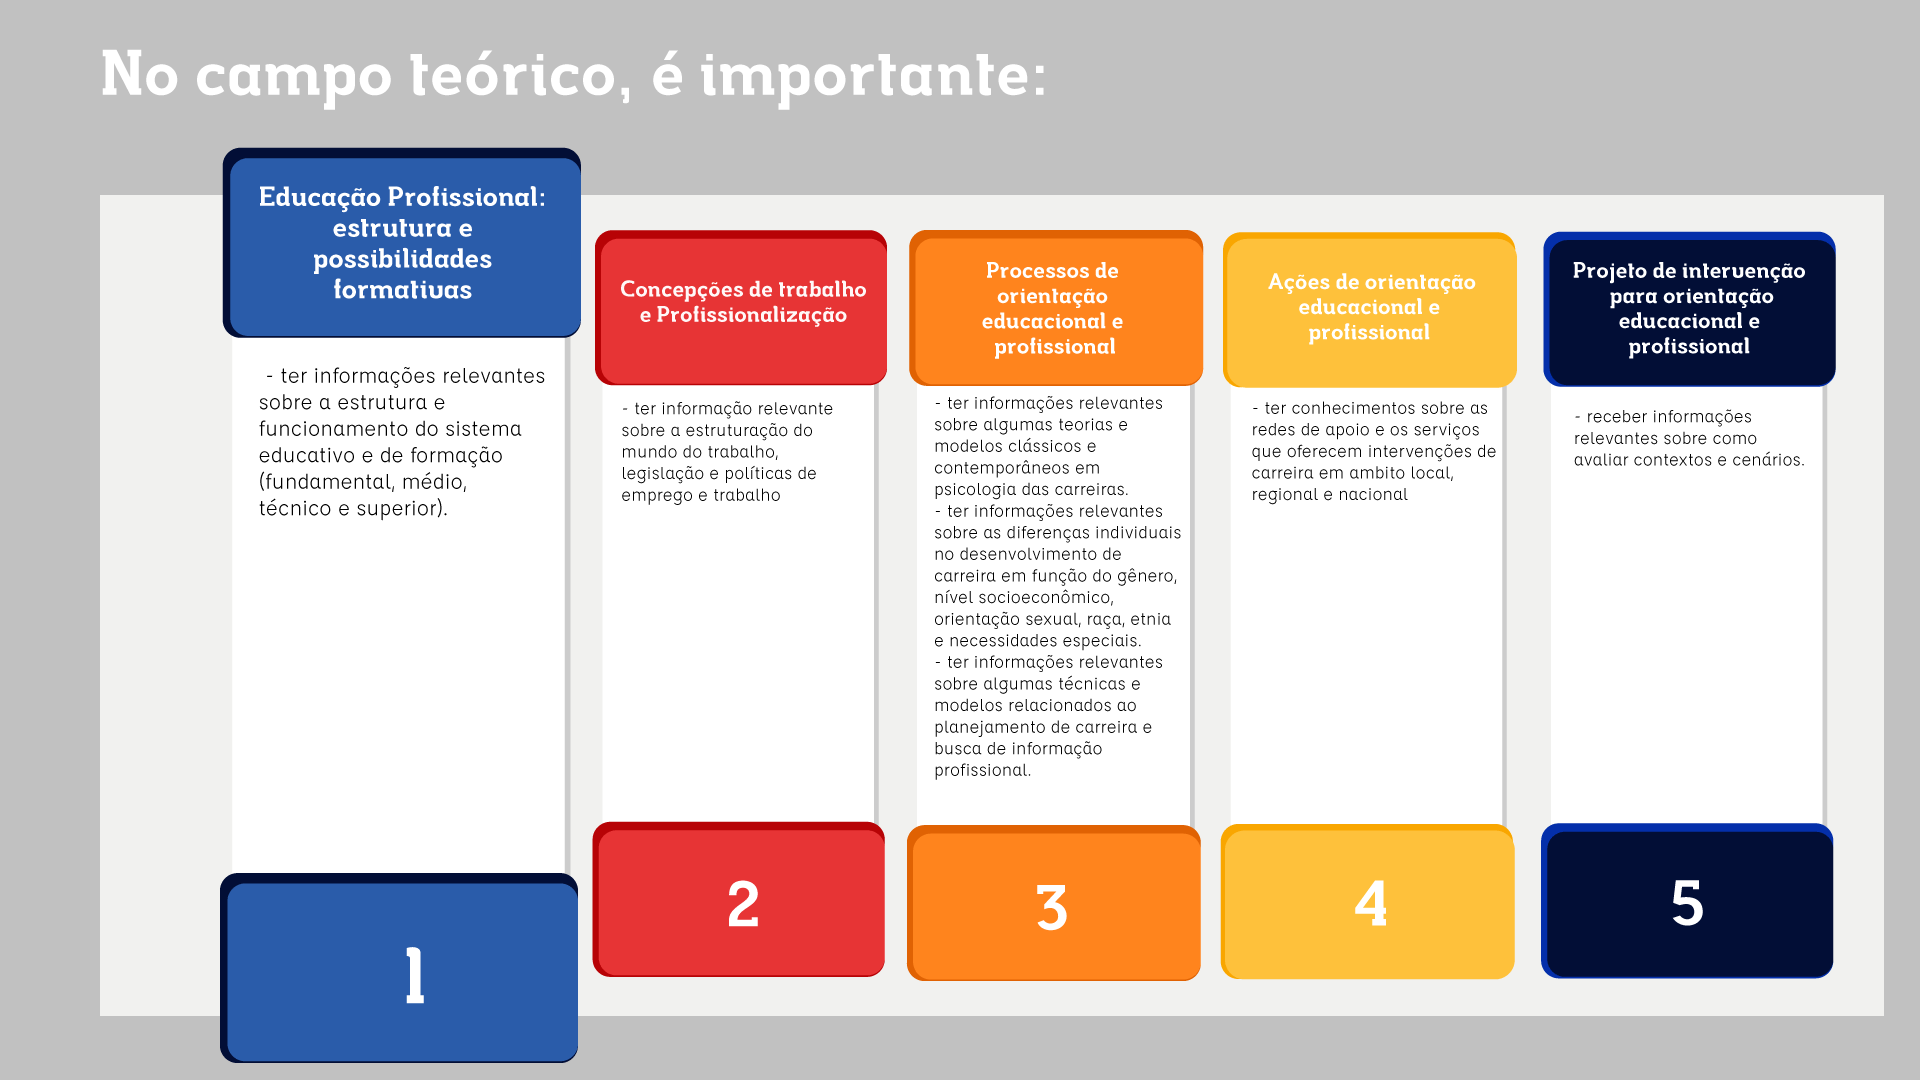 No campo teórico, é importante:
Educação Profissional:
estrutura e
possibilidades
formativas
- ter informações relevantes
sobre a estrutura e
funcionamento do sistema
educativo e de formação
(fundamental, médio,
técnico e superior).
1
Concepções de trabalho
e Profissionalização
- ter informação relevante
sobre a estruturação do
mundo do trabalho,
legislação e políticas de
emprego e trabalho
2
Processos de
orientação
educacional e
profissional
- ter informações relevantes
sobre algumas teorias e
modelos clássicos e
contemporâneos em
psicologia das carreiras.
- ter informações relevantes
sobre as diferenças individuais
no desenvolvimento de
carreira em função do gênero,
nível socioeconômico,
orientação sexual, raça, etnia
e necessidades especiais.
- ter informações relevantes
sobre algumas técnicas e
modelos relacionados ao
planejamento de carreira e
busca de informação
profissional.
3
Ações de orientação
educacional e
profissional
- ter conhecimentos sobre as
redes de apoio e os serviços
que oferecem intervenções de
carreira em ambito local,
regional e nacional
4
Projeto de intervenção
para orientação
educacional e
profissional
- receber informações
relevantes sobre como
avaliar contextos e cenários.
5